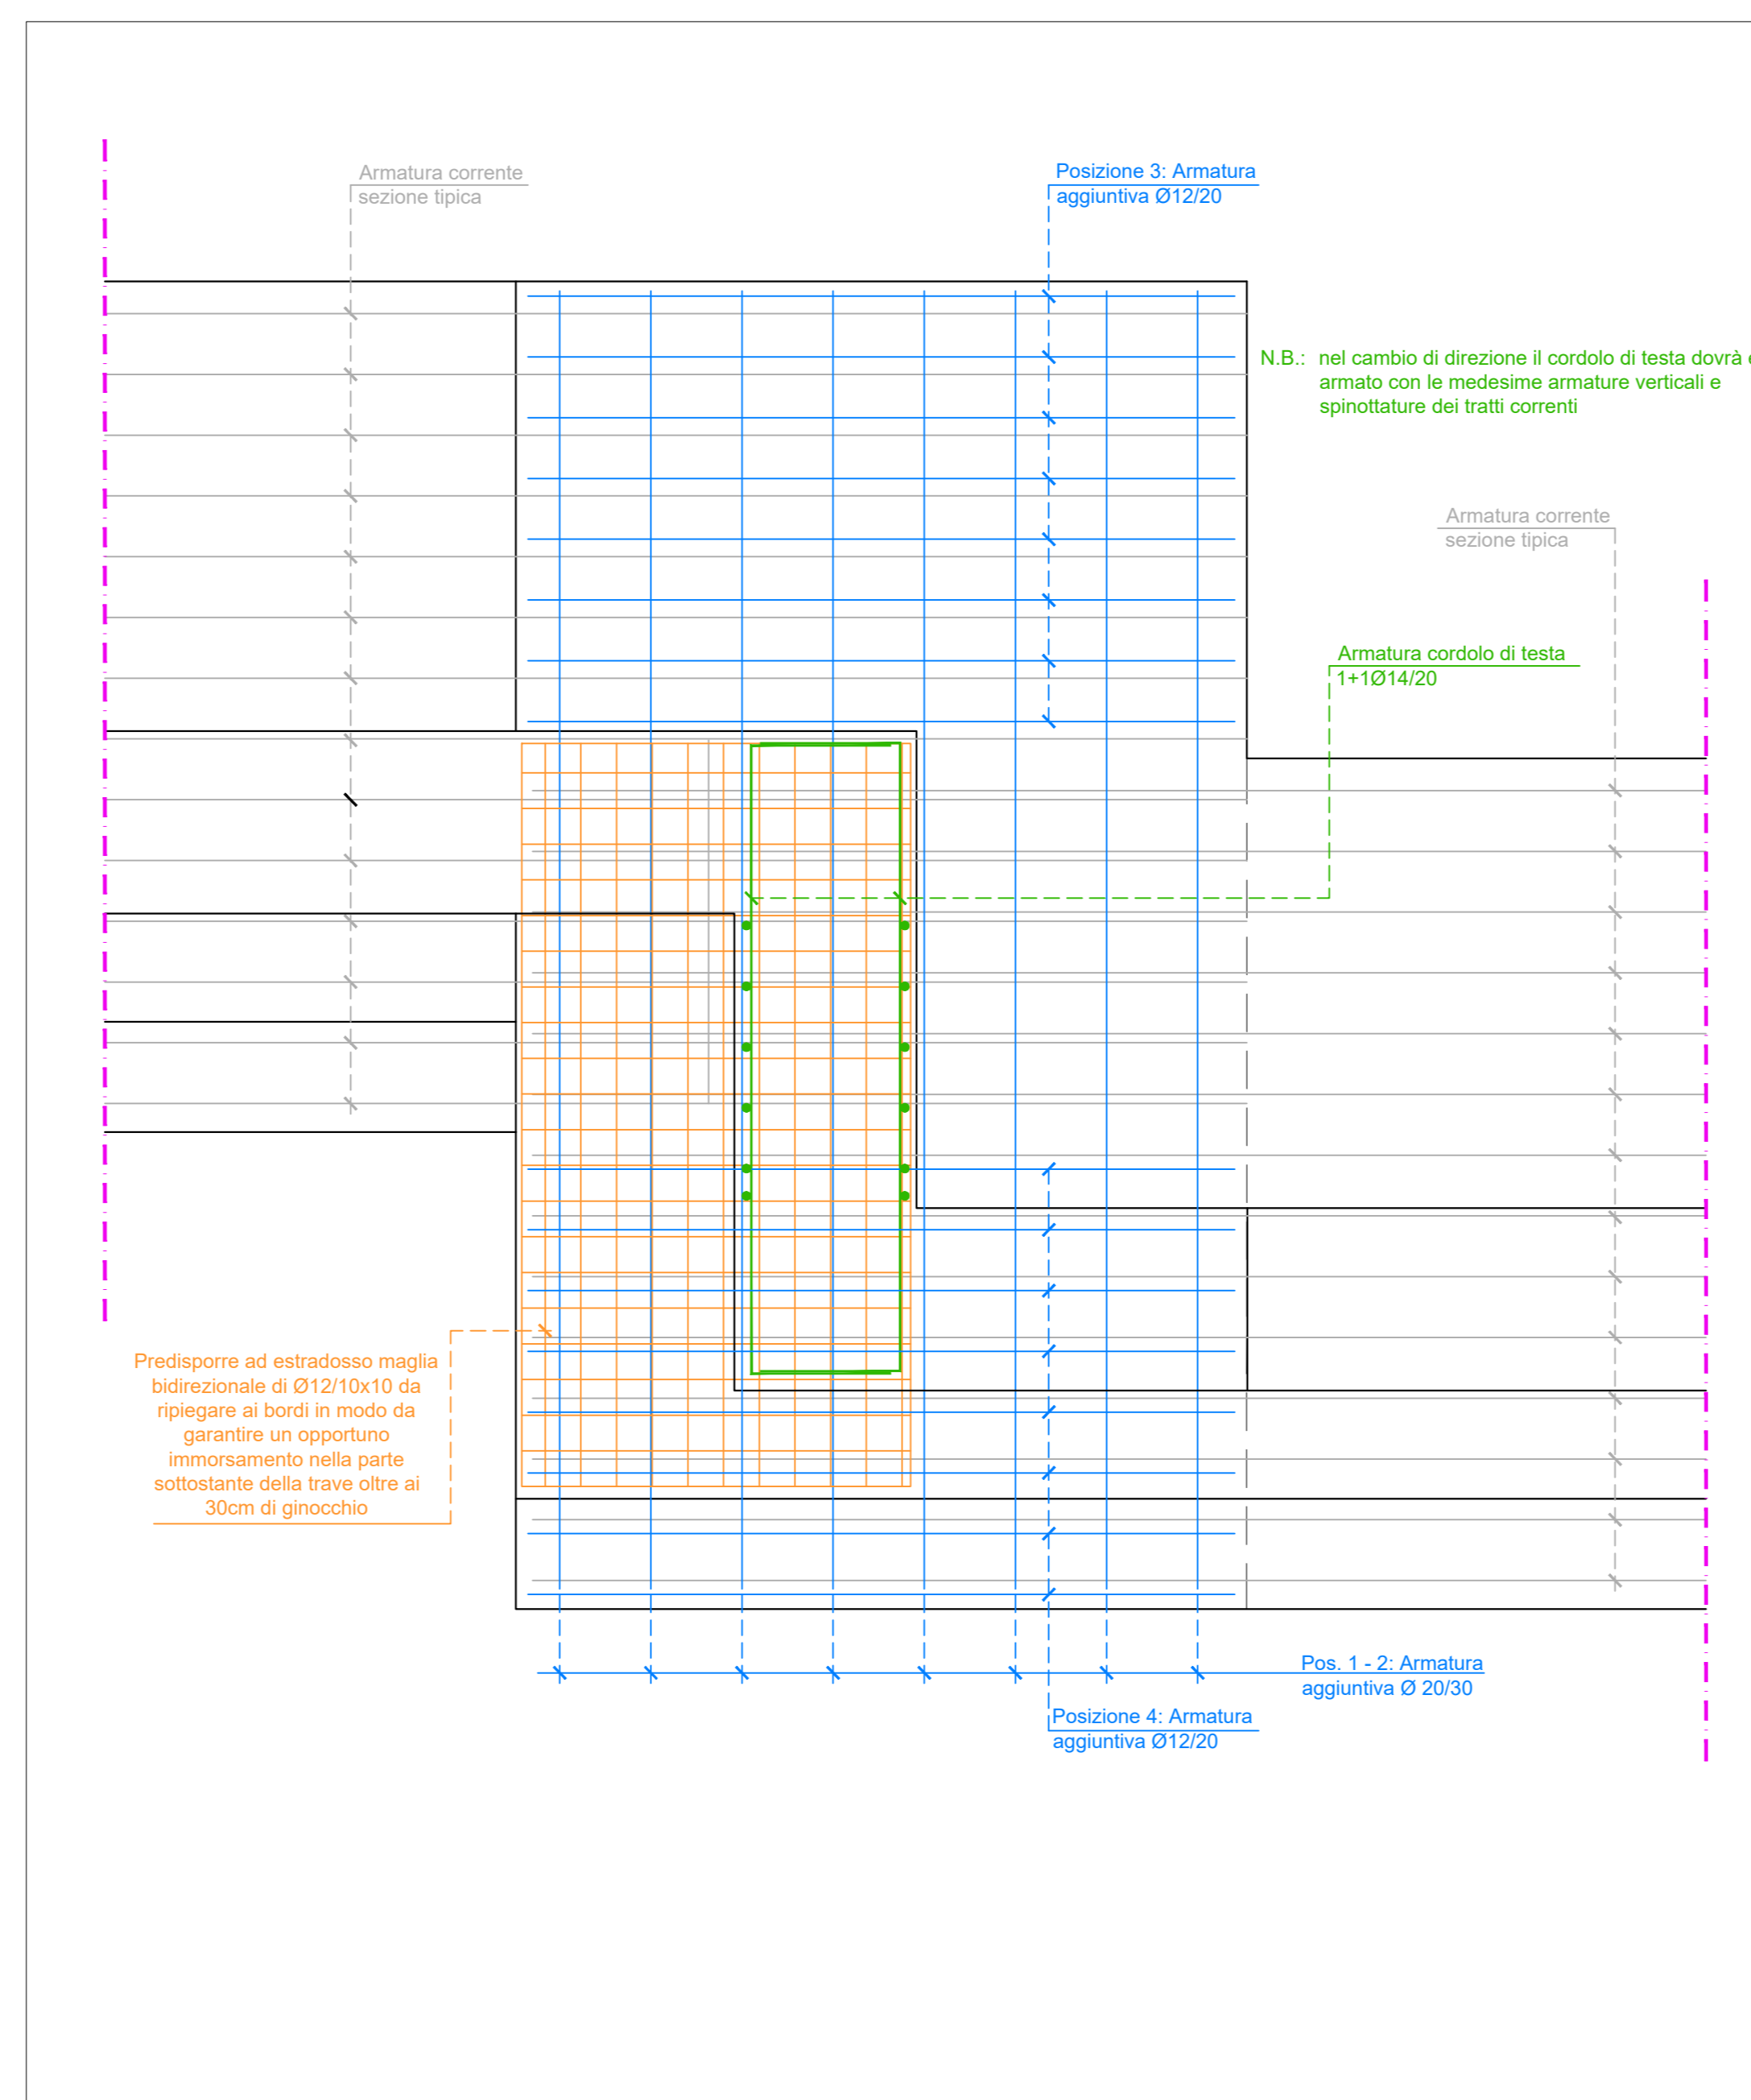 Armatura corrente
sezione tipica
Posizione 3: Armatura
aggiuntiva Ø12/20
N.B.: nel cambio di direzione il cordolo di testa dovrà
armato con le medesime armature verticali e
spinottature dei tratti correnti
Armatura corrente
sezione tipica
Armatura cordolo di testa
1+1Ø14/20
Predisporre ad estradosso maglia
bidirezionale di Ø12/10x10 da
ripiegare ai bordi in modo da
garantire un opportuno
immorsamento nella parte
sottostante della trave oltre ai
30cm di ginocchio
Pos. 1 - 2: Armatura
aggiuntiva Ø 20/30
Posizione 4: Armatura
aggiuntiva Ø12/20